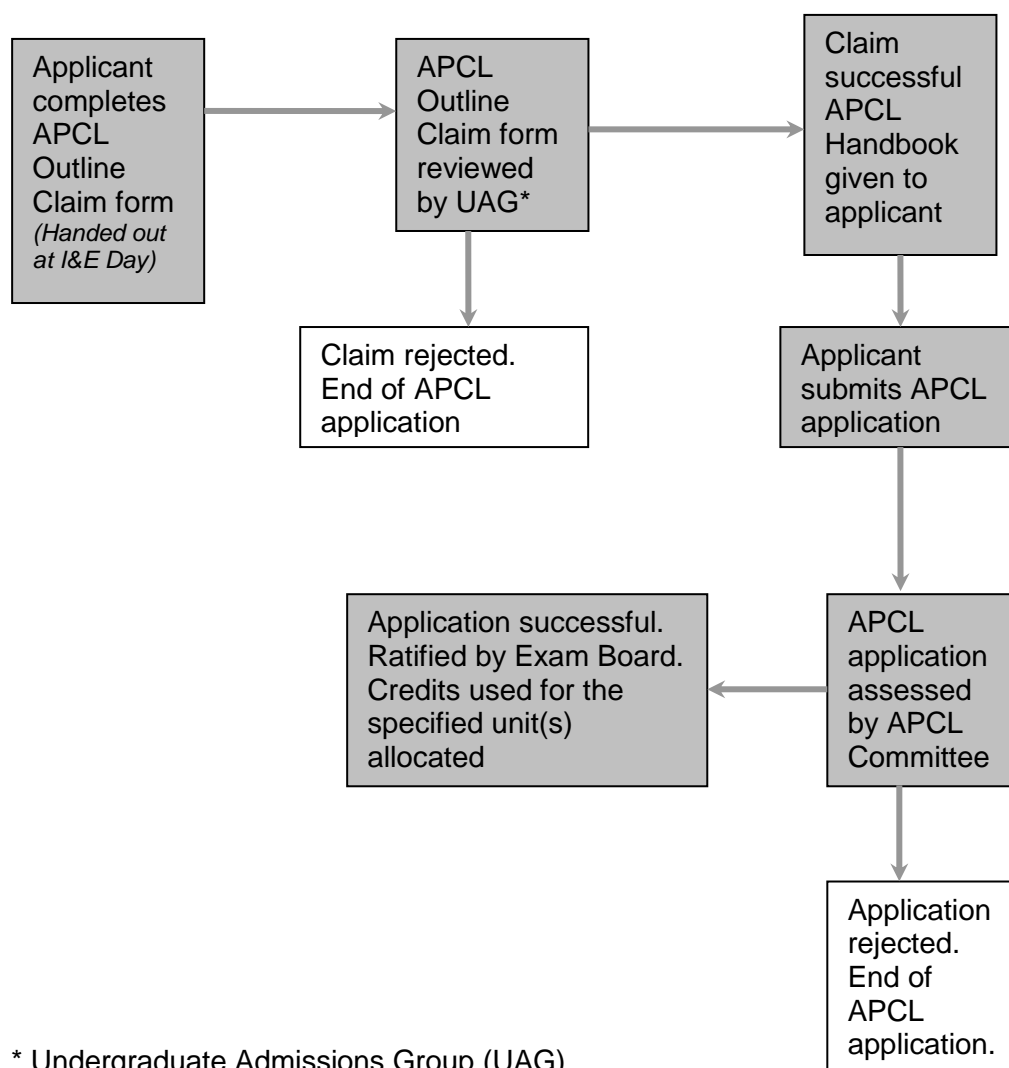 Applicant
completes
APCL
Outline
Claim form
(Handed out
at I&E Day)
APCL
Outline
Claim form
reviewed
by UAG*
Claim
successful
APCL
Handbook
given to
applicant
Claim rejected.
End of APCL
application
Applicant
submits APCL
application
Application successful.
Ratified by Exam Board.
Credits used for the
specified unit(s)
allocated
APCL
application
assessed
by APCL
Committee
Application
rejected.
End of
APCL
application.
* Undergraduate Admissions Group (UAG)